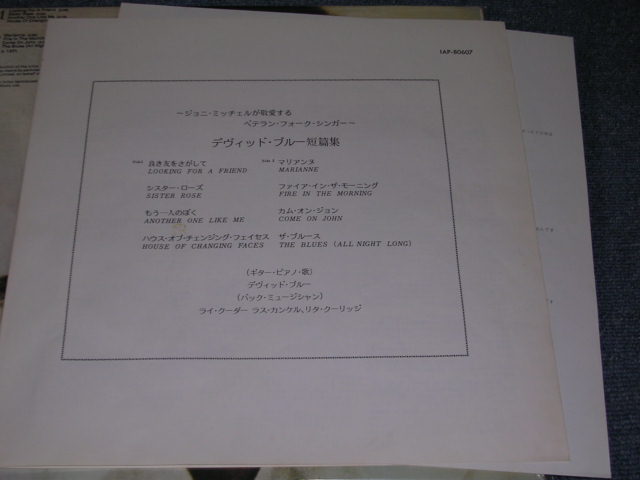 IAP-80607
～ジョニ・ミッチェルが敬愛する
ベテラン・フォーク・シンガー～
デヴィッド・ブルー短篇集
良き友をさがして
LOOKING FOR A FRIEND
シスター・ローズ
SISTER ROSE
もう一人のぼく
ANOTHER ONE LIKE ME
ハウス・オブ・チェンジング・フェイセス
HOUSE OF CHANGING FACES
マリアンヌ
MARIANNE
ファイア・イン・ザ・モーニング
FIRE IN THE MORNING
カム・オン・ジョン
COME ON JOHN
ザ・ブルース
THE BLUES (ALL NIGHT LONG)
(ギター・ピアノ・歌)
デヴィッド・ブルー
(バック・ミュージシャン)
ライ・クーダー ラス・カンケル、リタ・クーリッジ